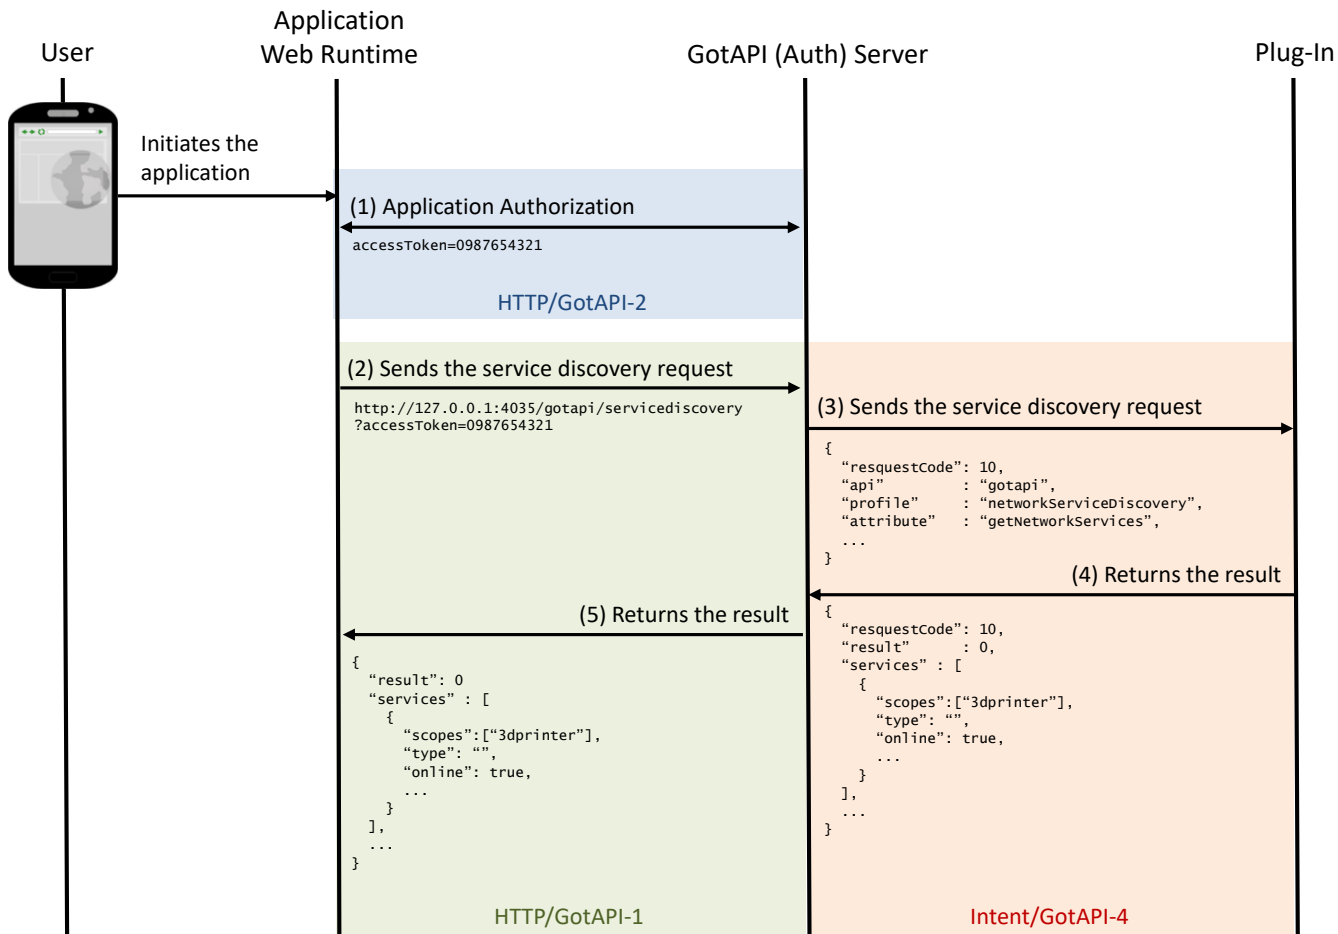 User
Application
Web Runtime
GotAPI (Auth) Server
Plug-In
Initiates the
application
(1) Application Authorization
accessToken=0987654321
HTTP/GotAPI-2
(2) Sends the service discovery request
http://127.0.0.1:4035/gotapi/servicediscovery
?accessToken=0987654321
(3) Sends the service discovery request
{
“resquestCode”: 10,
“api” : “gotapi”,
“profile” : “networkServiceDiscovery”,
“attribute” : “getNetworkServices”,
...
}
(4) Returns the result
{
“resquestCode”: 10,
“result” : 0,
“services” : [
{
“scopes”:[“3dprinter”],
“type”: “”,
“online”: true,
...
}
],
...
}
(5) Returns the result
{
“result”: 0
“services” : [
{
“scopes”:[“3dprinter”],
“type”: “”,
“online”: true,
...
}
],
...
}
HTTP/GotAPI-1
Intent/GotAPI-4